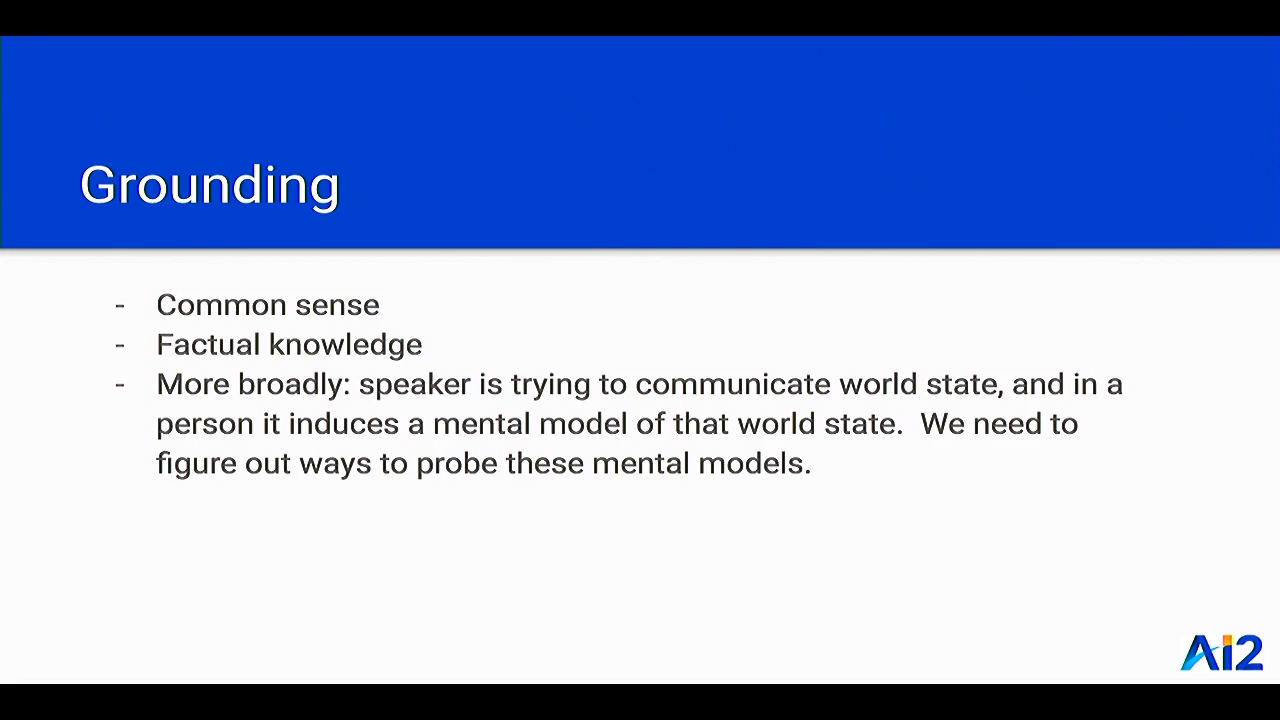 Grounding
- Common sense
- Factual knowledge
- More broadly: speaker is trying to communicate world state, and in a
person it induces a mental model of that world state.  We need to
figure out ways to probe these mental models.
Ai2